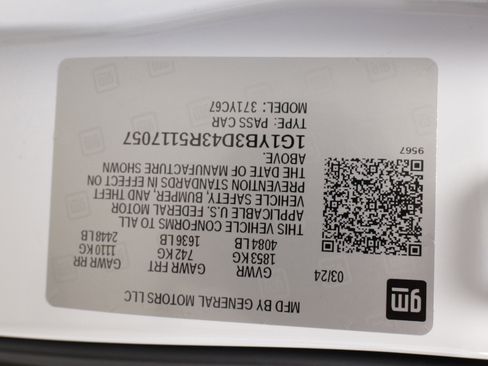 gm
MFD BY GENERAL MOTORS LLC
03/24
GVWR GAWR FRT GAWR RR
1853 KG 742 KG 1110 KG
4084 LB 1636 LB 2448 LB
THIS VEHICLE CONFORMS TO ALL
APPLICABLE U.S. FEDERAL MOTOR
VEHICLE SAFETY, BUMPER, AND THEFT
PREVENTION STANDARDS IN EFFECT ON
THE DATE OF MANUFACTURE SHOWN
ABOVE.
1G1YB3D43R5117057
TYPE: PASS CAR
MODEL: 371YC67
9567